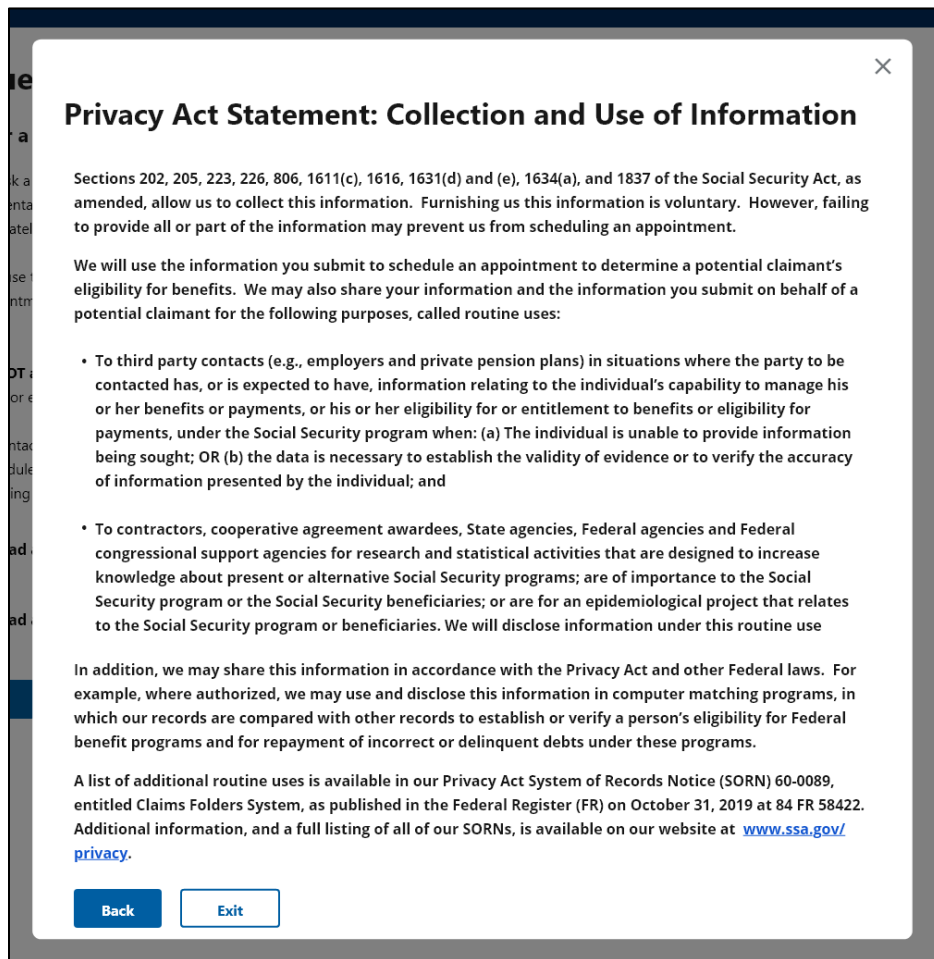 Privacy Act Statement: Collection and Use of Information
Sections 202, 205, 223, 226, 806, 1611(c), 1616, 1631(d) and (e), 1634(a), and 1837 of the Social Security Act, as
amended, allow us to collect this information.  Furnishing us this information is voluntary.  However, failing
to provide all or part of the information may prevent us from scheduling an appointment.
We will use the information you submit to schedule an appointment to determine a potential claimant's
eligibility for benefits.  We may also share your information and the information you submit on behalf of a
potential claimant for the following purposes, called routine uses:
• To third party contacts (e.g., employers and private pension plans) in situations where the party to be
contacted has, or is expected to have, information relating to the individual's capability to manage his
or her benefits or payments, or his or her eligibility for or entitlement to benefits or eligibility for
payments, under the Social Security program when: (a) The individual is unable to provide information
being sought; OR (b) the data is necessary to establish the validity of evidence or to verify the accuracy
of information presented by the individual; and
• To contractors, cooperative agreement awardees, State agencies, Federal agencies and Federal
congressional support agencies for research and statistical activities that are designed to increase
knowledge about present or alternative Social Security programs; are of importance to the Social
Security program or the Social Security beneficiaries; or are for an epidemiological project that relates
to the Social Security program or beneficiaries. We will disclose information under this routine use
In addition, we may share this information in accordance with the Privacy Act and other Federal laws.  For
example, where authorized, we may use and disclose this information in computer matching programs, in
which our records are compared with other records to establish or verify a person's eligibility for Federal
benefit programs and for repayment of incorrect or delinquent debts under these programs.
A list of additional routine uses is available in our Privacy Act System of Records Notice (SORN) 60-0089,
entitled Claims Folders System, as published in the Federal Register (FR) on October 31, 2019 at 84 FR 58422.
Additional information, and a full listing of all of our SORNs, is available on our website at  www.ssa.gov/
privacy.
Back
Exit